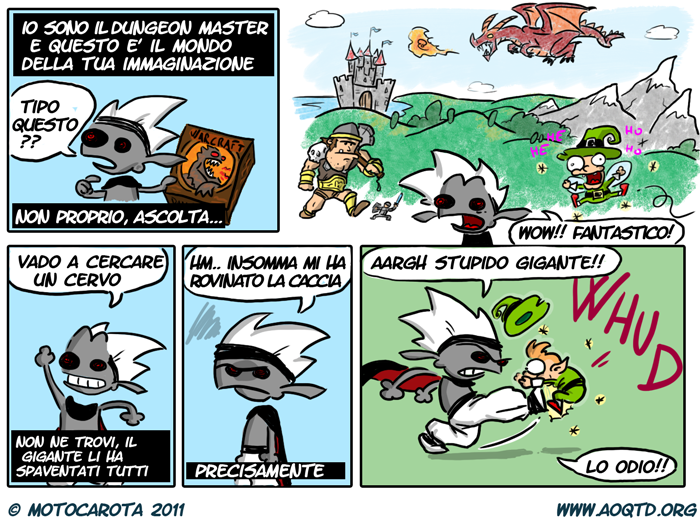 IO SONO IL DUNGEON MASTER
E QUESTO E' IL MONDO
DELLA TUA IMMAGINAZIONE
TIPO
QUESTO
??
WARCRAFT
NON PROPRIO, ASCOLTA...
HE HE
HE
HO
HO
WOW!! FANTASTICO!
VADO A CERCARE
UN CERVO
NON NE TROVI, IL
GIGANTE LI HA
SPAVENTATI TUTTI
HM.. INSOMMA MI HA
ROVINATO LA CACCIA
PRECISAMENTE
AARGH STUPIDO GIGANTE!!
WHUD
LO ODIO!!
© MOTOCAROTA 2011
WWW.AOQTD.ORG